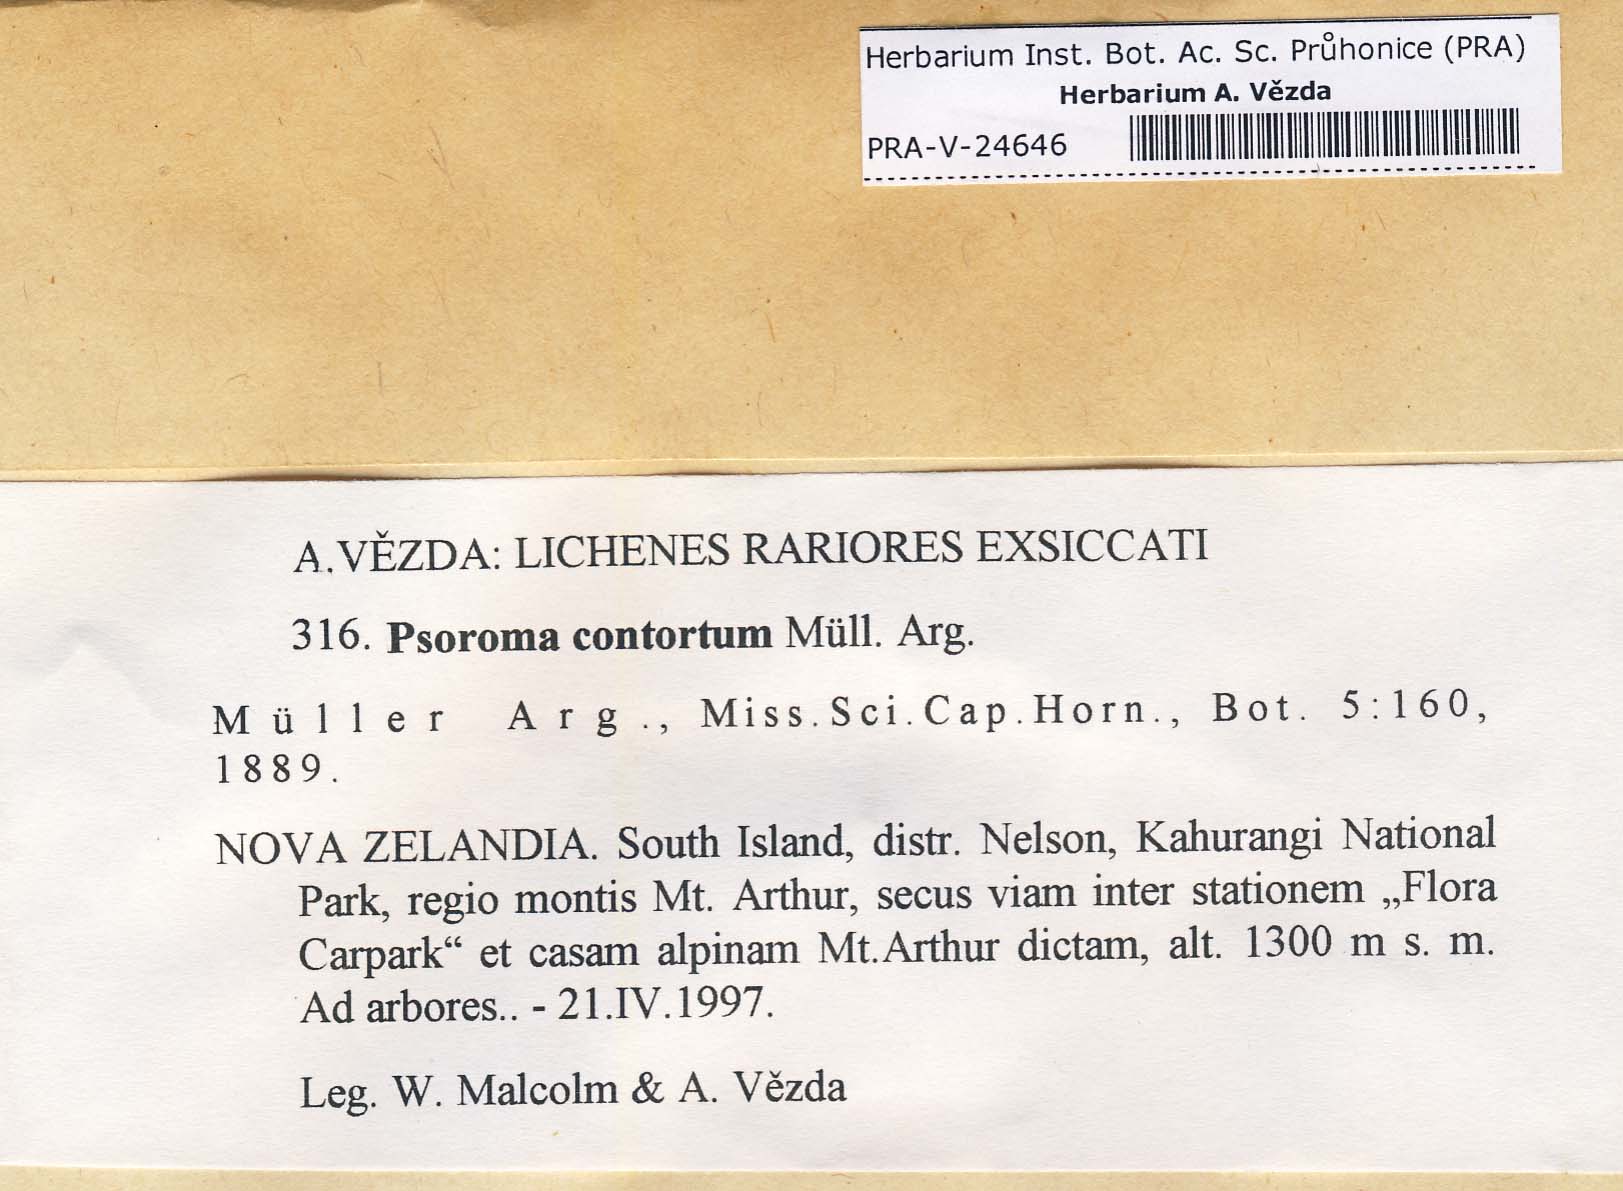 Herbarium Inst. Bot. Ac. Sc. Průhonice (PRA)
Herbarium A. Vězda
PRA-V-24646
A.VĚZDA: LICHENES RARIORES EXSICCATI
316. Psoroma contortum Müll. Arg.
Müller Arg., Miss.Sci.Cap.Horn., Bot. 5:160,
1889.
NOVA ZELANDIA. South Island, distr. Nelson, Kahurangi National
Park, regio montis Mt. Arthur, secus viam inter stationem „Flora
Carpark“ et casam alpinam Mt.Arthur dictam, alt. 1300 m s. m.
Ad arbores.. - 21.IV.1997.
Leg. W. Malcolm & A. Vězda